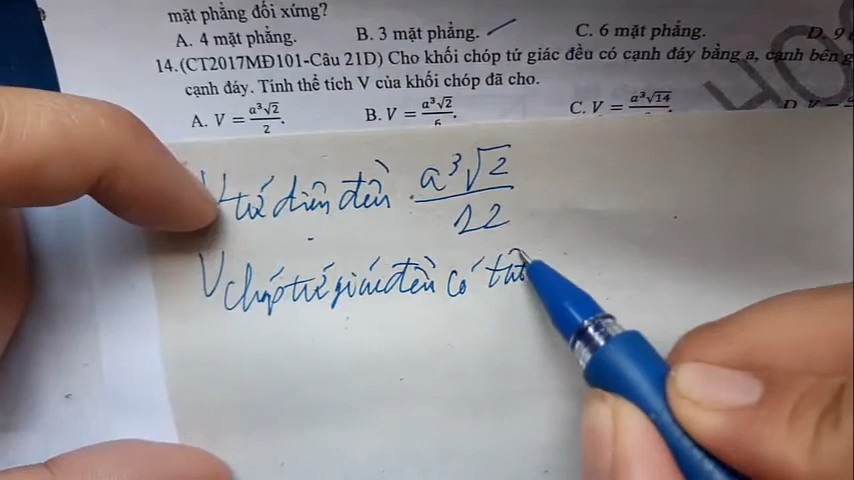 mặt phẳng đối xứng?
A. 4 mặt phẳng. B. 3 mặt phẳng. C. 6 mặt phẳng. D. 9
14.(CT2017MĐ101-Câu 21D) Cho khối chóp tứ giác đều có cạnh đáy bằng a, cạnh bên g
cạnh đáy. Tính thể tích V của khối chóp đã cho.
A. V = a³√2/2. B. V = a³√2/6. C. V = a³√14/ D. V =
V tứ diện đều . a³√2/12
V chóp tứ giác đều có